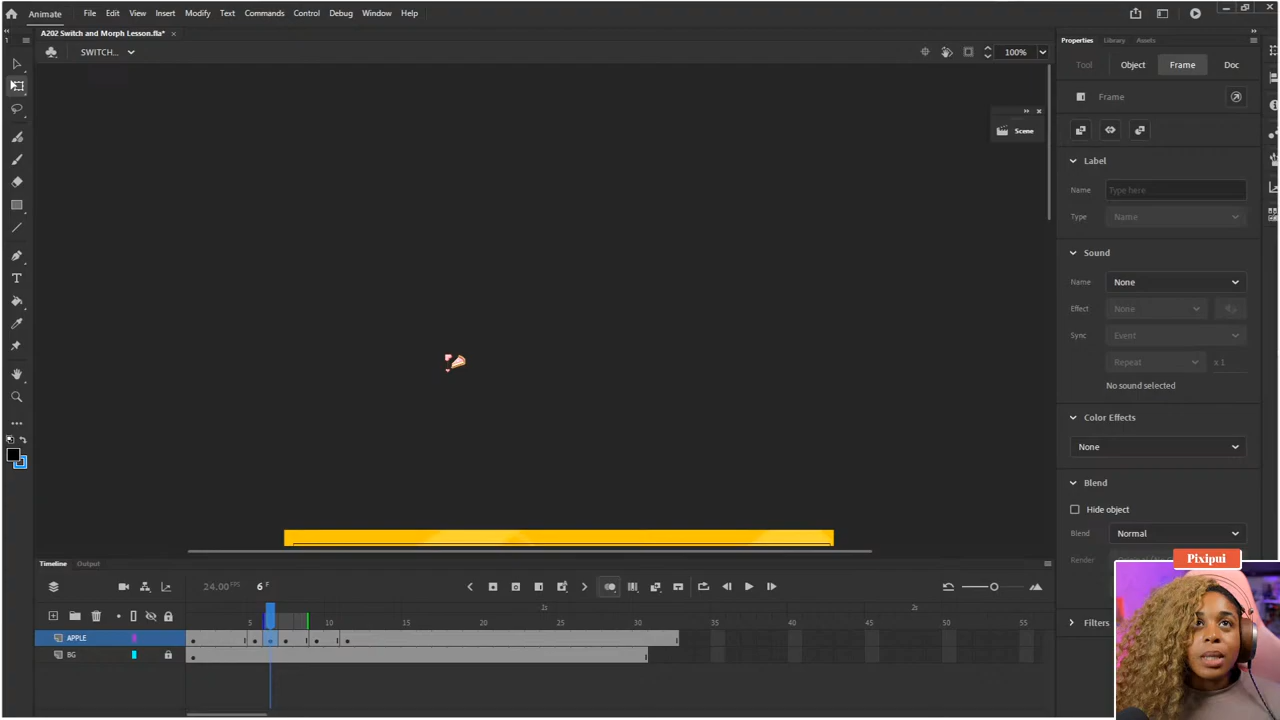 Animate File Edit View Insert Modify Text Commands Control Debug Window Help
A202 Switch and Morph Lesson.fla* ×
SWITCH... 100%
Properties Library Assets
Tool Object Frame Doc
Frame
Scene
Label
Name Type here
Type Name
Sound
Name None
Effect None
Sync Event
Repeat x 1
No sound selected
Color Effects
None
Blend
Hide object
Blend Normal
Render
Pixipui
Filters
Timeline Output
24.00 FPS 6 F
1s 2s
5 10 15 20 25 30 35 40 45 50 55
APPLE
BG